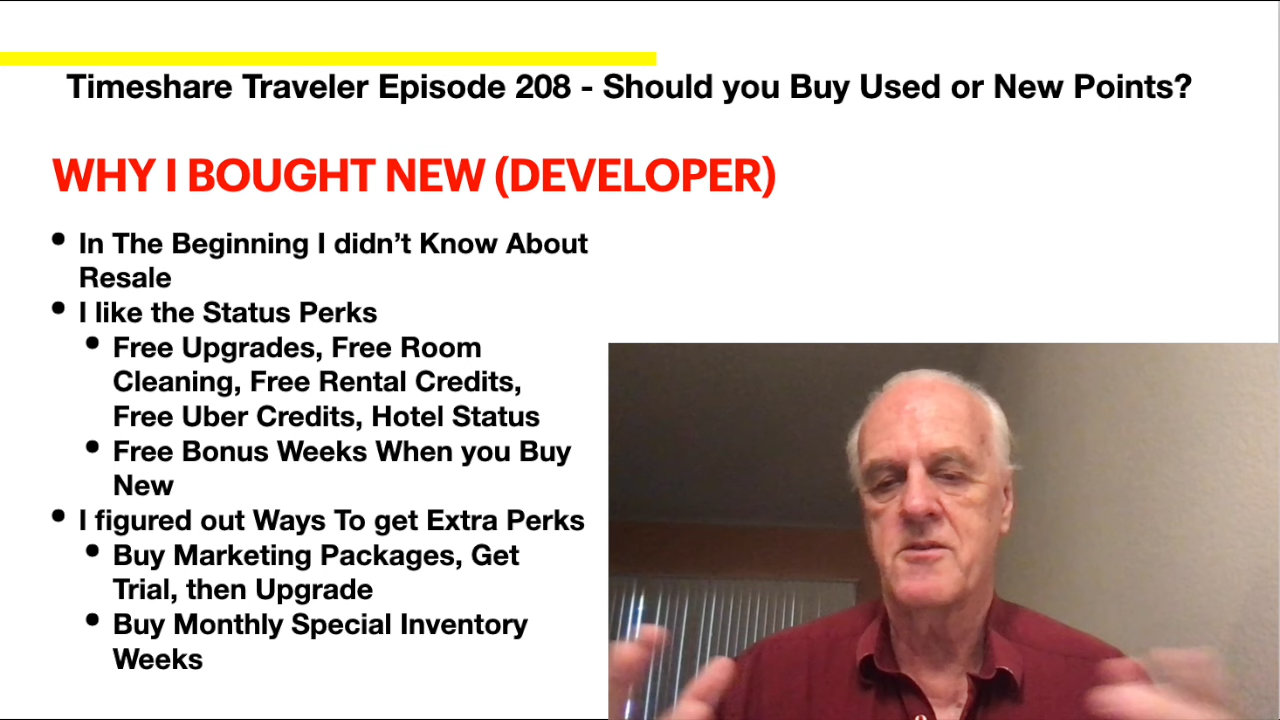 Timeshare Traveler Episode 208 - Should you Buy Used or New Points?
WHY I BOUGHT NEW (DEVELOPER)
• In The Beginning I didn't Know About
Resale
• I like the Status Perks
• Free Upgrades, Free Room
Cleaning, Free Rental Credits,
Free Uber Credits, Hotel Status
• Free Bonus Weeks When you Buy
New
• I figured out Ways To get Extra Perks
• Buy Marketing Packages, Get
Trial, then Upgrade
• Buy Monthly Special Inventory
Weeks